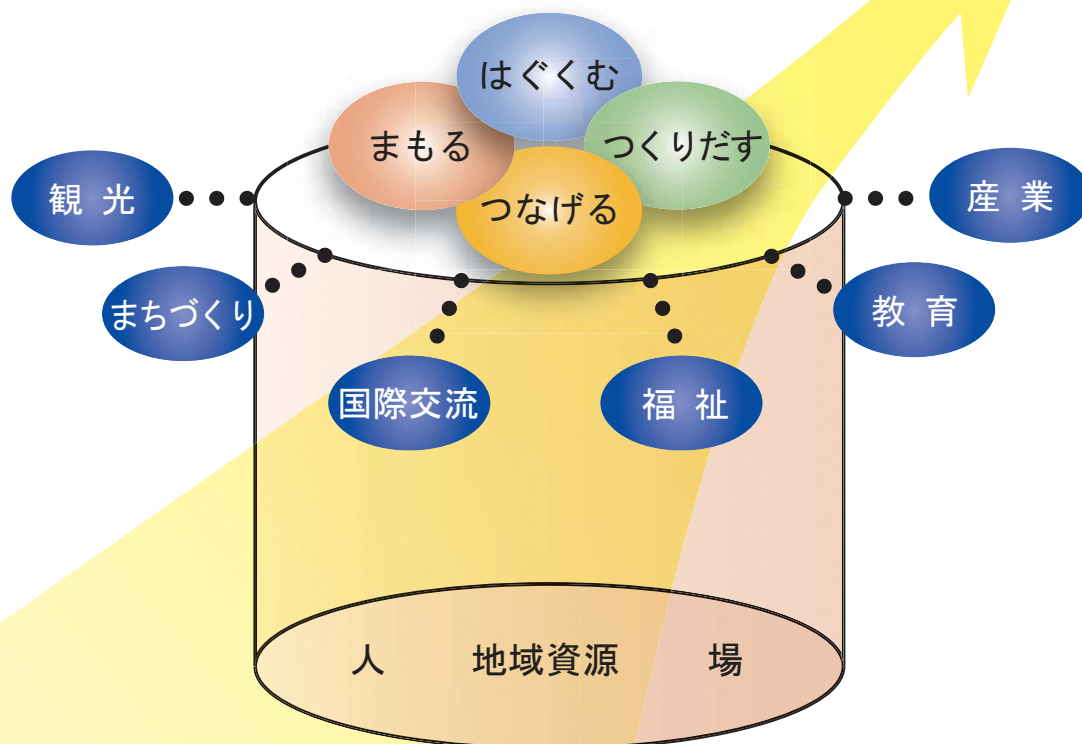 はぐくむ
まもる
つくりだす
つなげる
観光
産業
まちづくり
教育
国際交流
福祉
人 地域資源 場